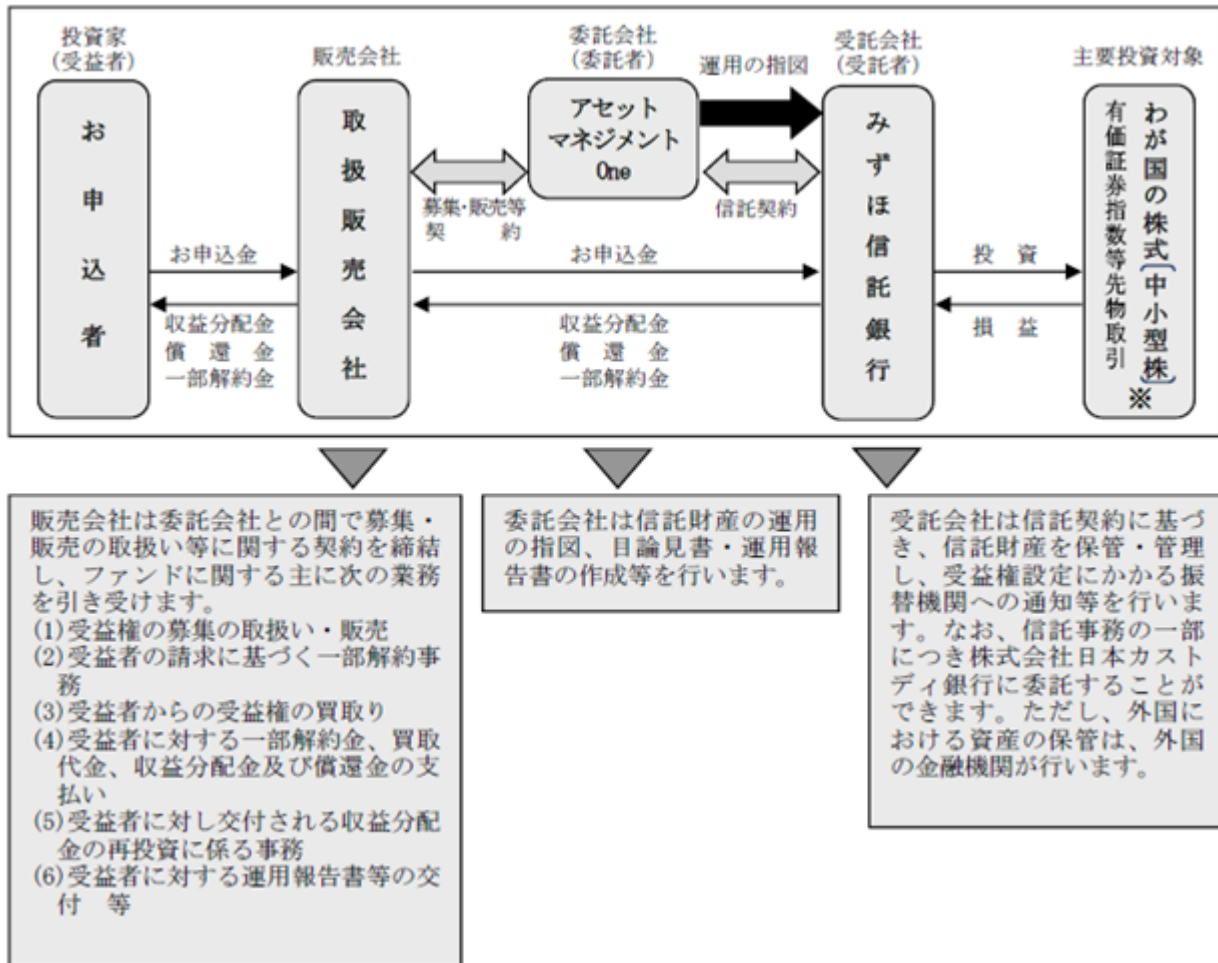 投資家
(受益者)
販売会社
委託会社
(委託者)
運用の指図
受託会社
(受託者)
主要投資対象
お申込者
取扱販売会社
アセット
マネジメント
One
みずほ信託銀行
わが国の株式(中小型株)※
有価証券指数等先物取引
募集・販売等
契　　約
信託契約
お申込金
お申込金
投　資
収益分配金
償　還　金
一部解約金
収益分配金
償　還　金
一部解約金
損　益
販売会社は委託会社との間で募集・
販売の取扱い等に関する契約を締結
し、ファンドに関する主に次の業務
を引き受けます。
(1)受益権の募集の取扱い・販売
(2)受益者の請求に基づく一部解約事
務
(3)受益者からの受益権の買取り
(4)受益者に対する一部解約金、買取
代金、収益分配金及び償還金の支
払い
(5)受益者に対し交付される収益分配
金の再投資に係る事務
(6)受益者に対する運用報告書等の交
付　等
委託会社は信託財産の運用
の指図、目論見書・運用報
告書の作成等を行います。
受託会社は信託契約に基づ
き、信託財産を保管・管理
し、受益権設定にかかる振
替機関への通知等を行いま
す。なお、信託事務の一部
につき株式会社日本カスト
ディ銀行に委託することが
できます。ただし、外国に
おける資産の保管は、外国
の金融機関が行います。